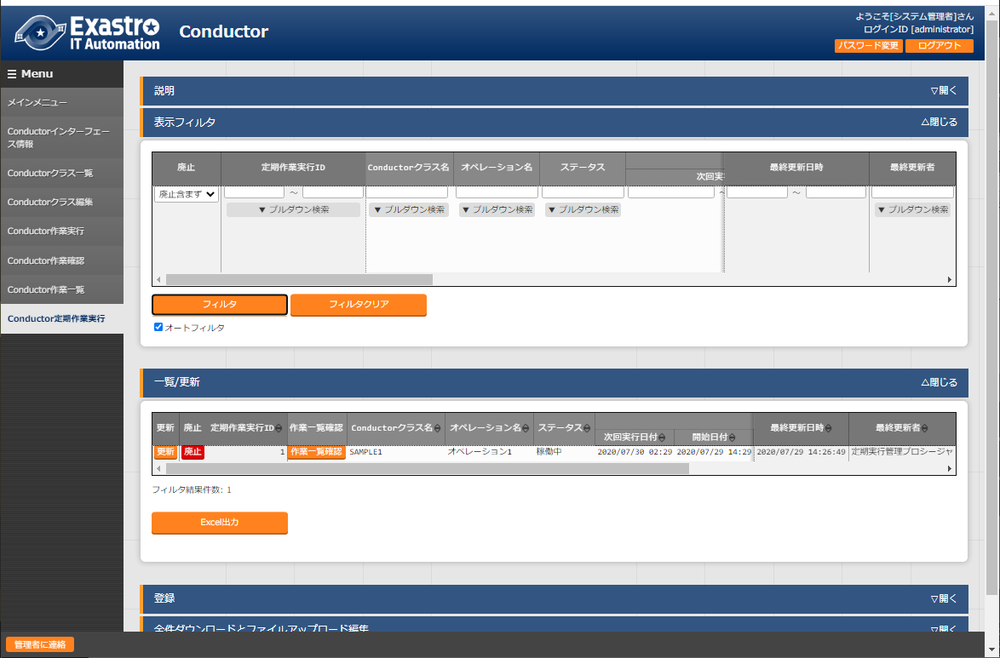 Exastro
IT Automation
Conductor
ようこそ[システム管理者]さん
ログインID [administrator]
パスワード変更
ログアウト
Menu
メインメニュー
Conductorインターフェー
ス情報
Conductorクラス一覧
Conductorクラス編集
Conductor作業実行
Conductor作業確認
Conductor作業一覧
Conductor定期作業実行
管理者に連絡
説明
▽開く
表示フィルタ
△閉じる
廃止 定期作業実行ID Conductorクラス名 オペレーション名 ステータス 最終更新日時 最終更新者
次回実
廃止含まず ～ ～ ～
▼ プルダウン検索 ▼ プルダウン検索 ▼ プルダウン検索 ▼ プルダウン検索 ▼ プルダウン検索
フィルタ
フィルタクリア
オートフィルタ
一覧/更新
△閉じる
更新 廃止 定期作業実行ID 作業一覧確認 Conductorクラス名 オペレーション名 ステータス 最終更新日時 最終更新者
次回実行日付 開始日付
更新 廃止 1 作業一覧確認 SAMPLE1 オペレーション1 稼働中 2020/07/30 02:29 2020/07/29 14:29 2020/07/29 14:26:49 定期実行管理プロシージャ
フィルタ結果件数: 1
Excel出力
登録
▽開く
全件ダウンロードとファイルアップロード編集
▽開く